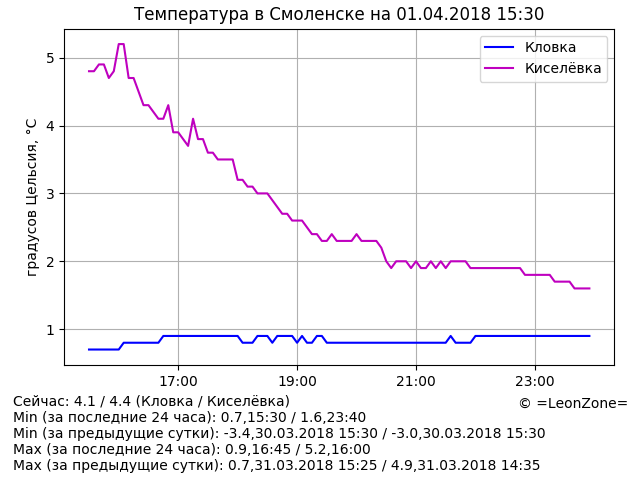 Температура в Смоленске на 01.04.2018 15:30
Кловка
Киселёвка
градусов Цельсия, °C
5
4
3
2
1
17:00 19:00 21:00 23:00
Сейчас: 4.1 / 4.4 (Кловка / Киселёвка)
© =LeonZone=
Min (за последние 24 часа): 0.7,15:30 / 1.6,23:40
Min (за предыдущие сутки): -3.4,30.03.2018 15:30 / -3.0,30.03.2018 15:30
Max (за последние 24 часа): 0.9,16:45 / 5.2,16:00
Max (за предыдущие сутки): 0.7,31.03.2018 15:25 / 4.9,31.03.2018 14:35